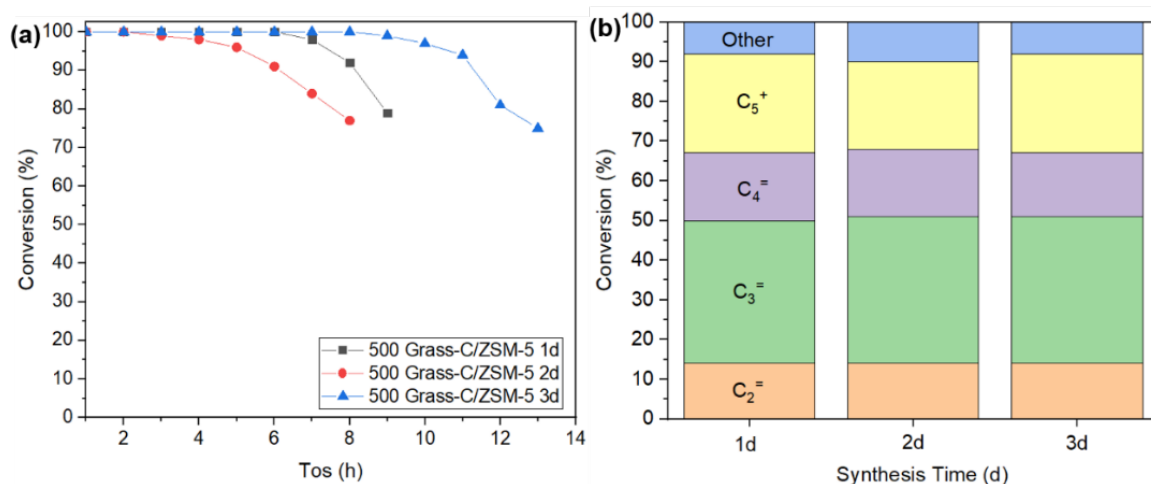 (a)
100
90
80
70
60
50
40
30
20
10
0
Conversion (%)
500 Grass-C/ZSM-5 1d
500 Grass-C/ZSM-5 2d
500 Grass-C/ZSM-5 3d
2 4 6 8 10 12 14
Tos (h)
(b)
100
90
80
70
60
50
40
30
20
10
0
Conversion (%)
Other
C₅⁺
C₄⁼
C₃⁼
C₂⁼
1d 2d 3d
Synthesis Time (d)